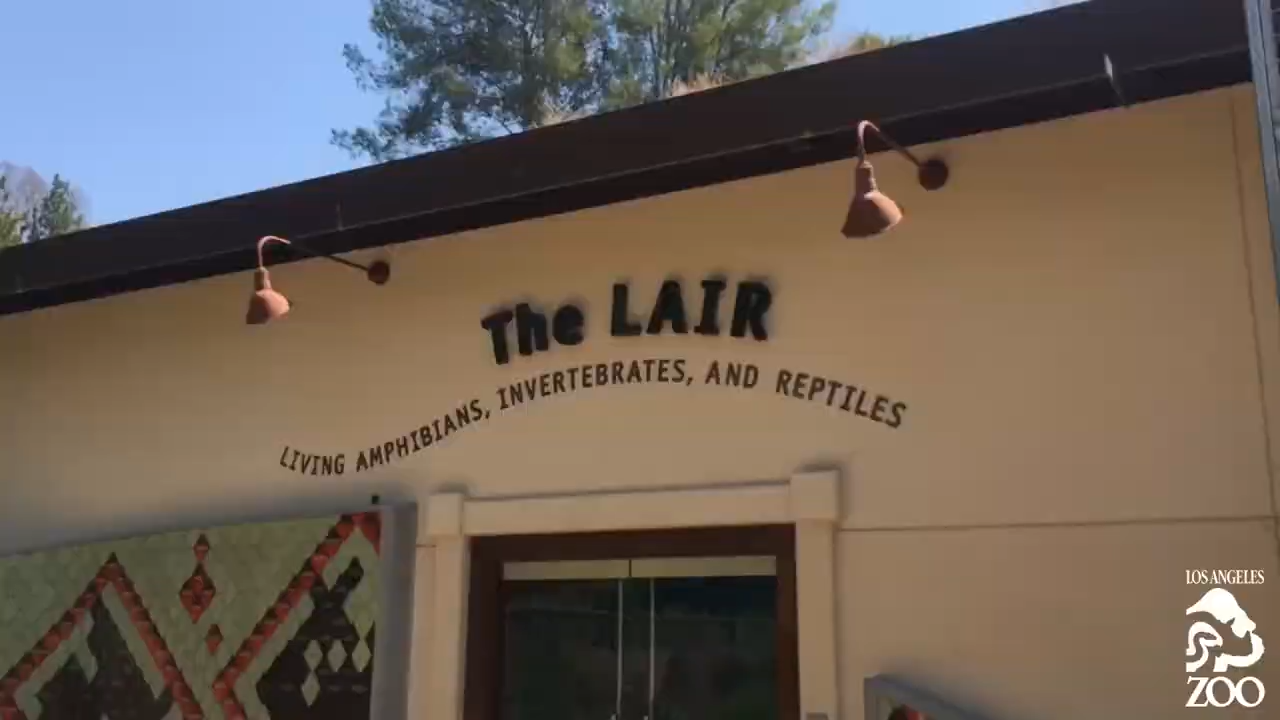 The LAIR
LIVING AMPHIBIANS, INVERTEBRATES, AND REPTILES
LOS ANGELES
ZOO